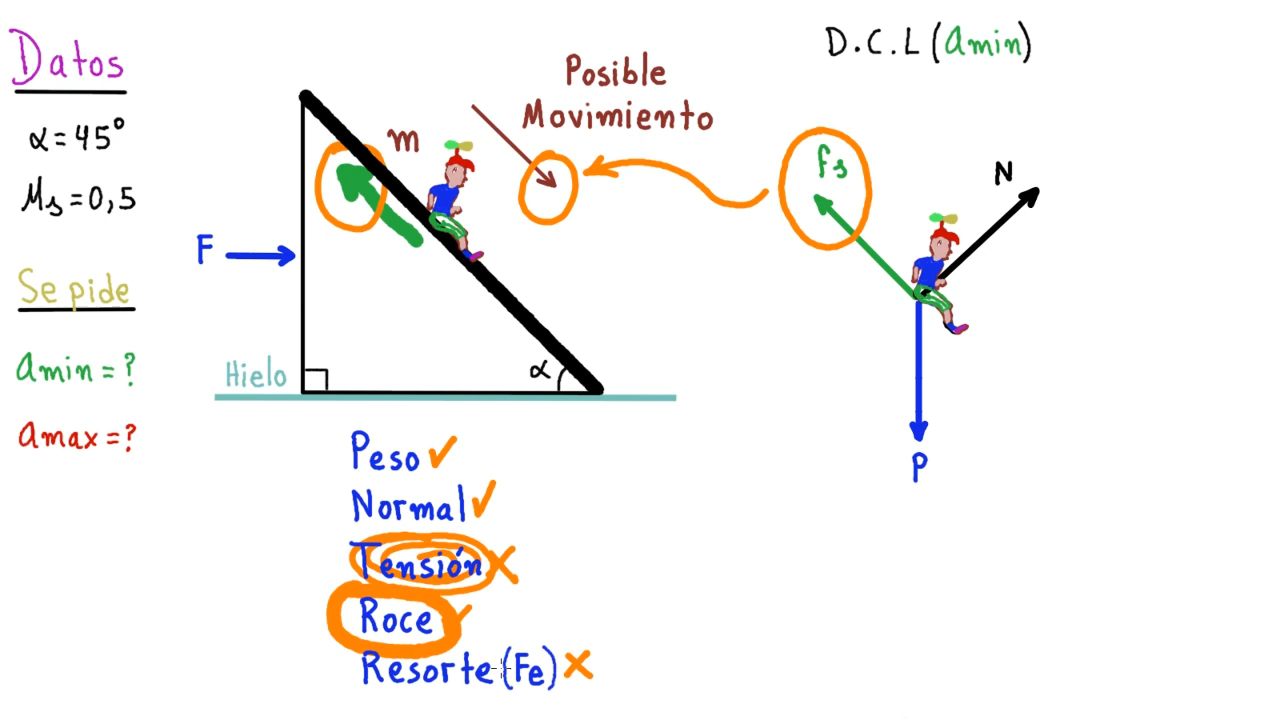 Datos
α = 45°
μs = 0,5
Se pide
amin = ?
amax = ?
F
m
Posible
Movimiento
Hielo
α
Peso ✓
Normal ✓
Tensión ✗
Roce ✓
Resorte (Fe) ✗
D.C.L (amin)
fs
N
P